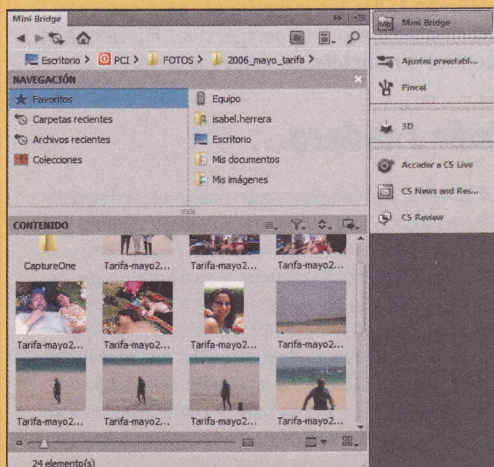 Mini Bridge
Escritorio > PCI > FOTOS > 2006_mayo_tarifa >
NAVEGACIÓN
Favoritos
Carpetas recientes
Archivos recientes
Colecciones
Equipo
isabel.herrera
Escritorio
Mis documentos
Mis imágenes
CONTENIDO
CaptureOne
Tarifa-mayo2...
Tarifa-mayo2...
Tarifa-mayo2...
Tarifa-mayo2...
Tarifa-mayo2...
Tarifa-mayo2...
Tarifa-mayo2...
Tarifa-mayo2...
Tarifa-mayo2...
Tarifa-mayo2...
Tarifa-mayo2...
24 elemento(s)
Mb
Mini Bridge
Ajustes preestabl...
Pincel
3D
Acceder a CS Live
CS News and Res...
CS Review
Br